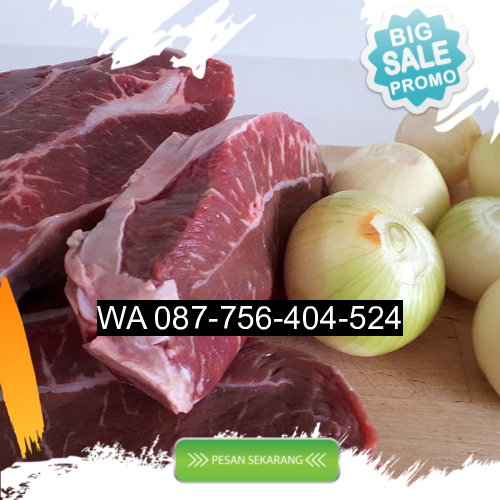 BIG
SALE
PROMO
WA 087-756-404-524
PESAN SEKARANG